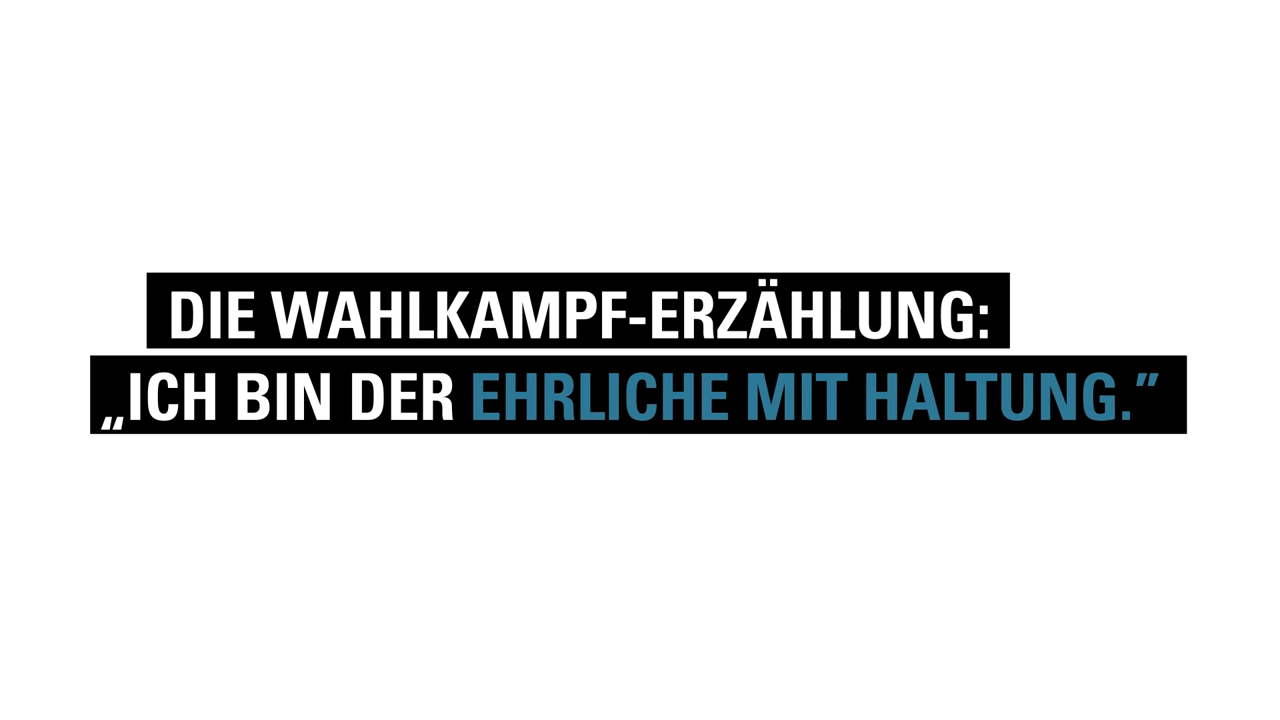 DIE WAHLKAMPF-ERZÄHLUNG:
„ICH BIN DER EHRLICHE MIT HALTUNG.”